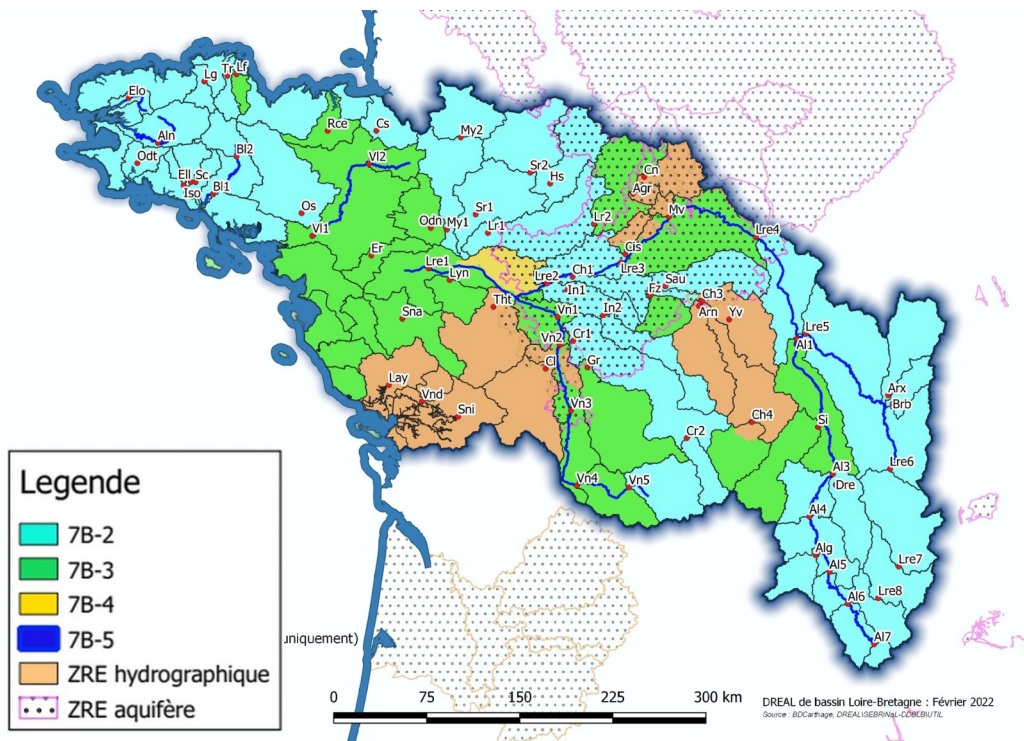 Elo
Lg
Tr
Lf
Aln
Odt
Ell
Sc
Iso
Bl1
Bl2
Rce
Cs
Vl2
Os
Vl1
Er
My2
Sr2
Hs
Sr1
Odn
My1
Lr1
Lr2
Cn
Agr
Mv
Cis
Lre4
Lre1
Lyn
Lre2
Ch1
Lre3
In1
Sau
Fz
Ch3
Arn
Yv
Tht
Vn1
In2
Sna
Vn2
Cr1
Cl
Gr
Lre5
Al1
Lay
Vnd
Sni
Vn3
Ch4
Si
Arx
Brb
Cr2
Lre6
Vn4
Vn5
Al3
Dre
Al4
Alg
Al5
Lre7
Al6
Lre8
Al7
Legende
7B-2
7B-3
7B-4
7B-5
ZRE hydrographique
ZRE aquifère
uniquement)
0 75 150 225 300 km
DREAL de bassin Loire-Bretagne : Février 2022
Source : BDCarthage, DREAL\SEBRINaL-DDBLB\UTIL